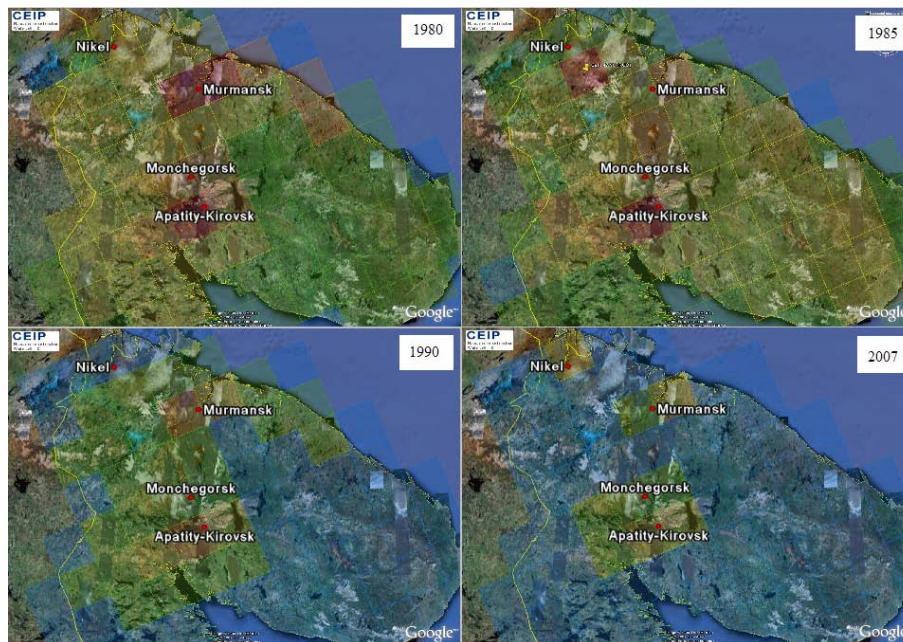 CEIP
1980
Nikel
Murmansk
Monchegorsk
Apatity-Kirovsk
Google
1985
Nikel
Murmansk
Monchegorsk
Apatity-Kirovsk
Google
CEIP
1990
Nikel
Murmansk
Monchegorsk
Apatity-Kirovsk
Google
CEIP
2007
Nikel
Murmansk
Monchegorsk
Apatity-Kirovsk
Google
CEIP